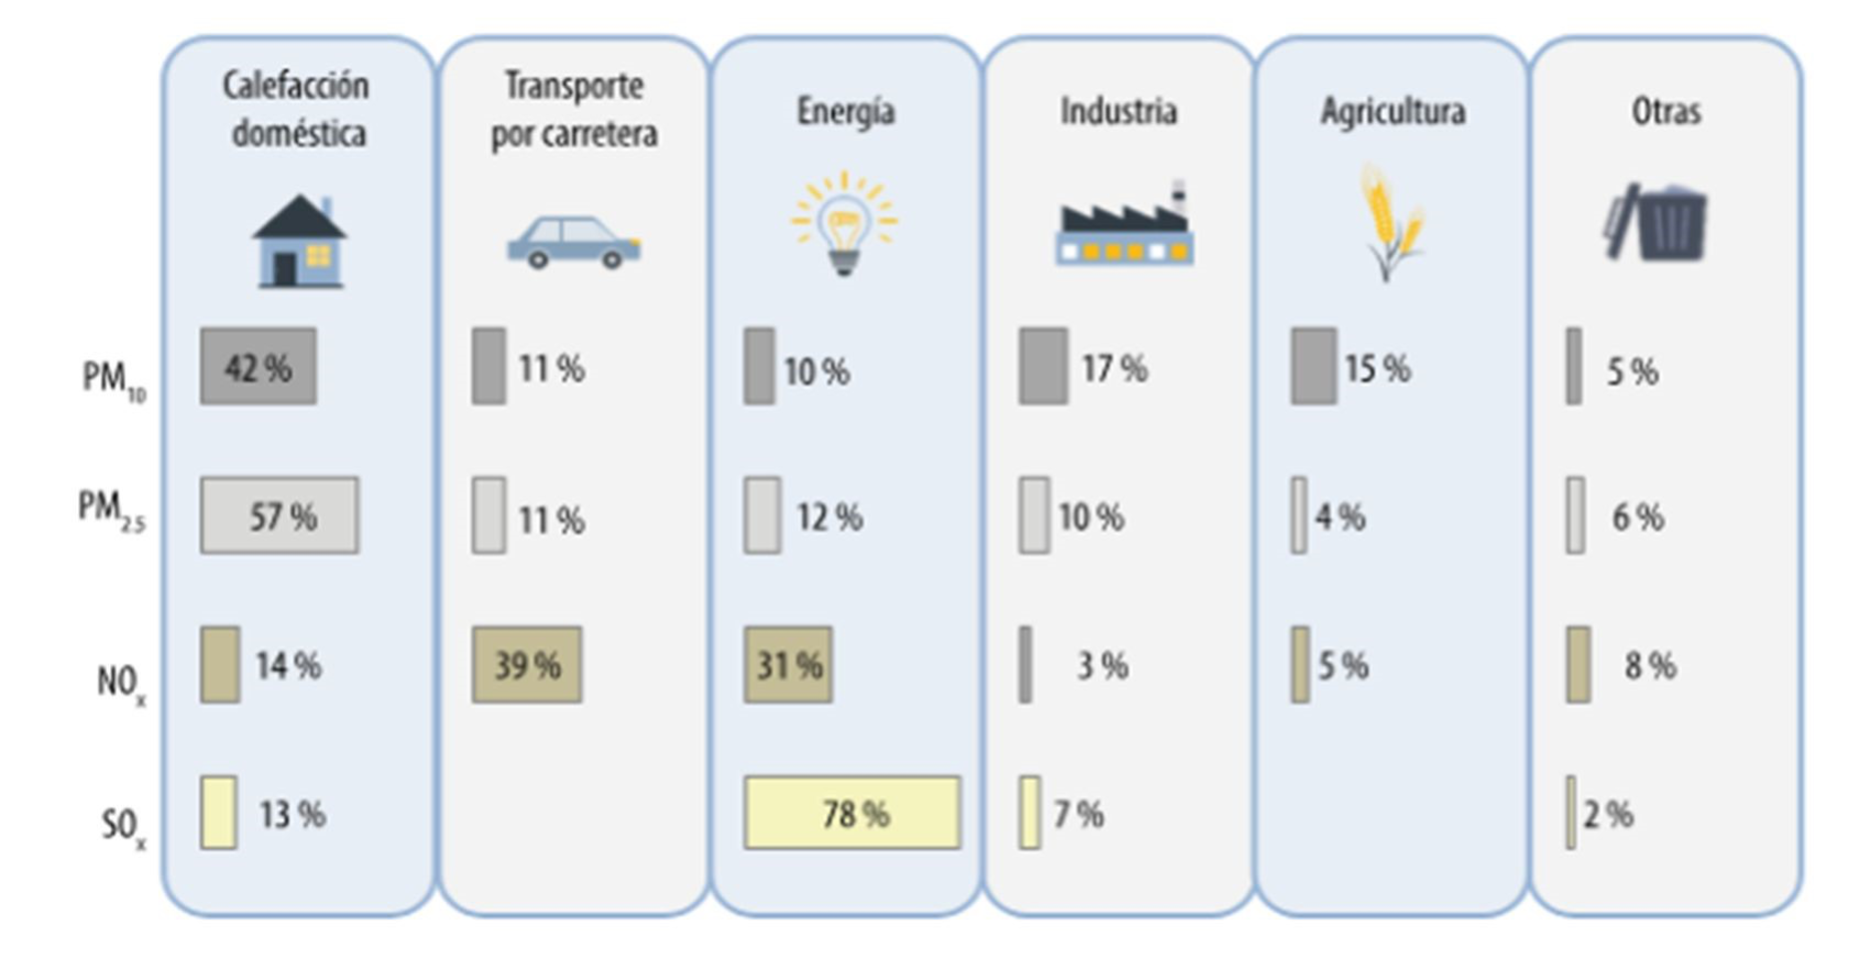 Calefacción
doméstica
Transporte
por carretera
Energía
Industria
Agricultura
Otras
PM10 42 % 11 % 10 % 17 % 15 % 5 %
PM2.5 57 % 11 % 12 % 10 % 4 % 6 %
NOx 14 % 39 % 31 % 3 % 5 % 8 %
SOx 13 % 78 % 7 % 2 %